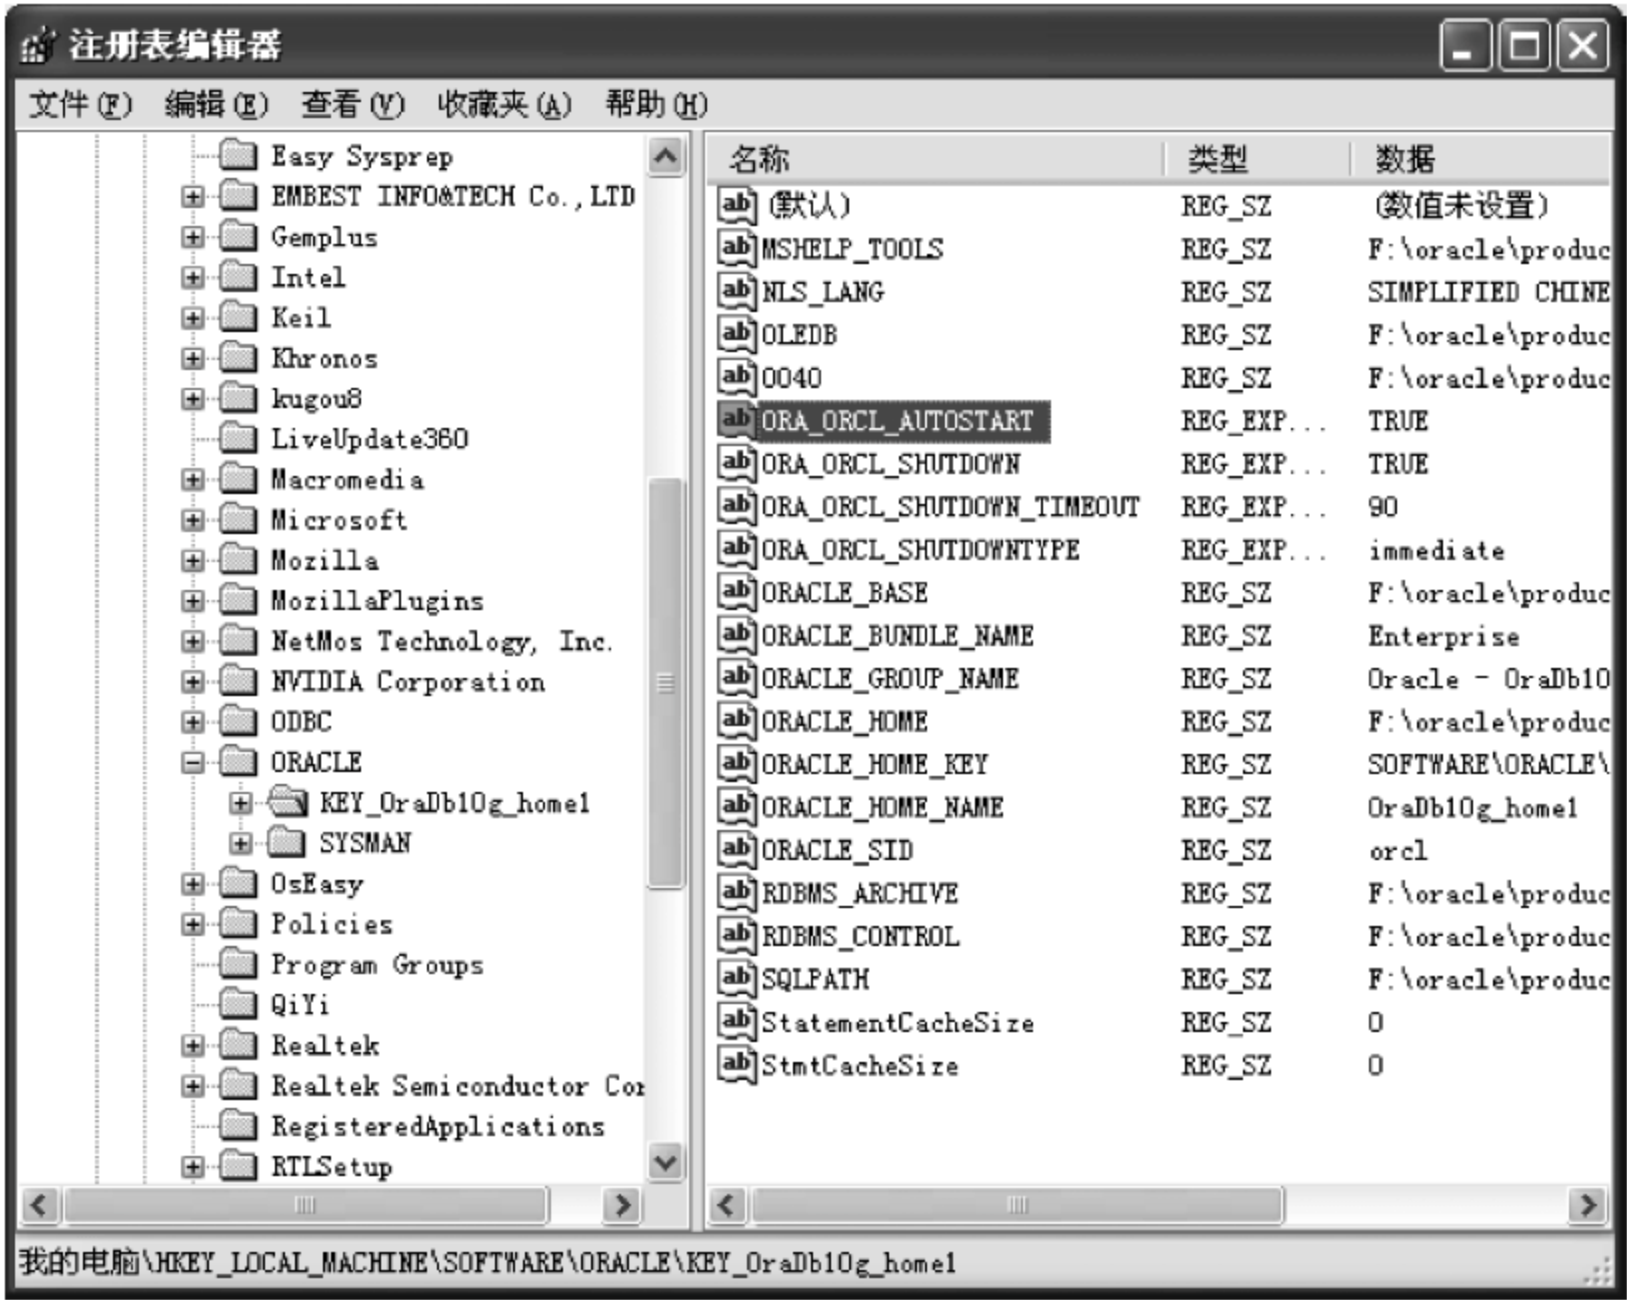 注册表编辑器
文件(F) 编辑(E) 查看(V) 收藏夹(A) 帮助(H)
Easy Sysprep
EMBEST INFO&TECH Co.,LTD
Gemplus
Intel
Keil
Khronos
kugou8
LiveUpdate360
Macromedia
Microsoft
Mozilla
MozillaPlugins
NetMos Technology, Inc.
NVIDIA Corporation
ODBC
ORACLE
KEY_OraDb10g_home1
SYSMAN
OsEasy
Policies
Program Groups
QiYi
Realtek
Realtek Semiconductor Cor
RegisteredApplications
RTLSetup
名称 类型 数据
(默认) REG_SZ (数值未设置)
MSHELP_TOOLS REG_SZ F:\oracle\produc
NLS_LANG REG_SZ SIMPLIFIED CHINE
OLEDB REG_SZ F:\oracle\produc
OO4O REG_SZ F:\oracle\produc
ORA_ORCL_AUTOSTART REG_EXP... TRUE
ORA_ORCL_SHUTDOWN REG_EXP... TRUE
ORA_ORCL_SHUTDOWN_TIMEOUT REG_EXP... 90
ORA_ORCL_SHUTDOWNTYPE REG_EXP... immediate
ORACLE_BASE REG_SZ F:\oracle\produc
ORACLE_BUNDLE_NAME REG_SZ Enterprise
ORACLE_GROUP_NAME REG_SZ Oracle - OraDb10
ORACLE_HOME REG_SZ F:\oracle\produc
ORACLE_HOME_KEY REG_SZ SOFTWARE\ORACLE\
ORACLE_HOME_NAME REG_SZ OraDb10g_home1
ORACLE_SID REG_SZ orcl
RDBMS_ARCHIVE REG_SZ F:\oracle\produc
RDBMS_CONTROL REG_SZ F:\oracle\produc
SQLPATH REG_SZ F:\oracle\produc
StatementCacheSize REG_SZ 0
StmtCacheSize REG_SZ 0
我的电脑\HKEY_LOCAL_MACHINE\SOFTWARE\ORACLE\KEY_OraDb10g_home1